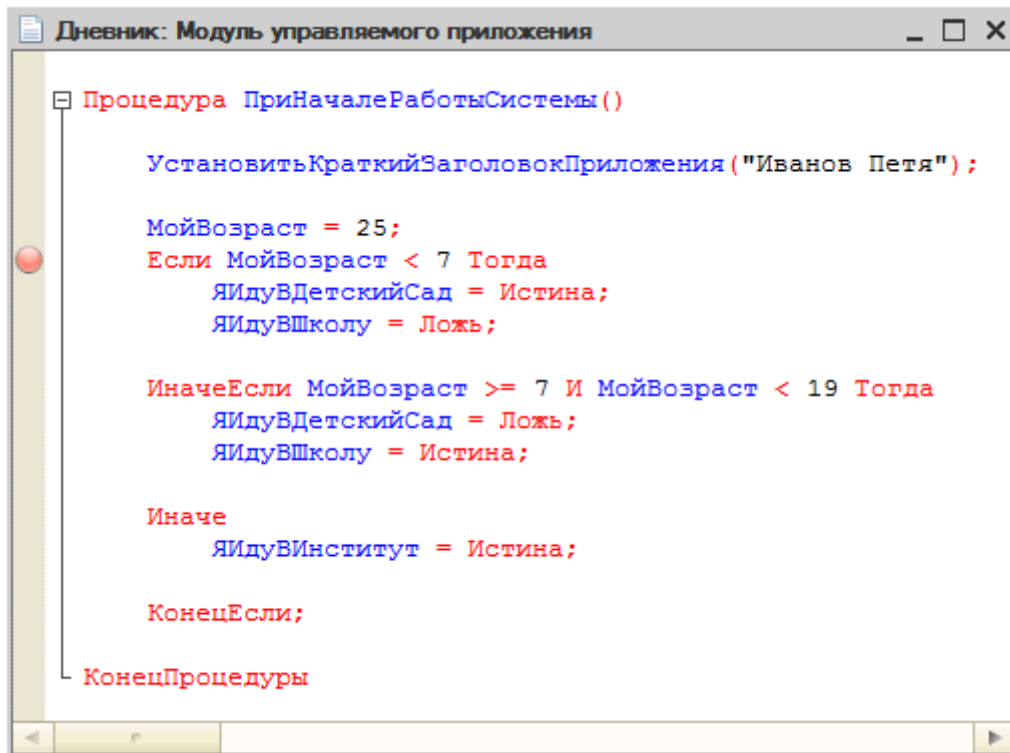 Дневник: Модуль управляемого приложения
Процедура ПриНачалеРаботыСистемы()
УстановитьКраткийЗаголовокПриложения("Иванов Петя");
МойВозраст = 25;
Если МойВозраст < 7 Тогда
ЯИдуВДетскийСад = Истина;
ЯИдуВШколу = Ложь;
ИначеЕсли МойВозраст >= 7 И МойВозраст < 19 Тогда
ЯИдуВДетскийСад = Ложь;
ЯИдуВШколу = Истина;
Иначе
ЯИдуВИнститут = Истина;
КонецЕсли;
КонецПроцедуры